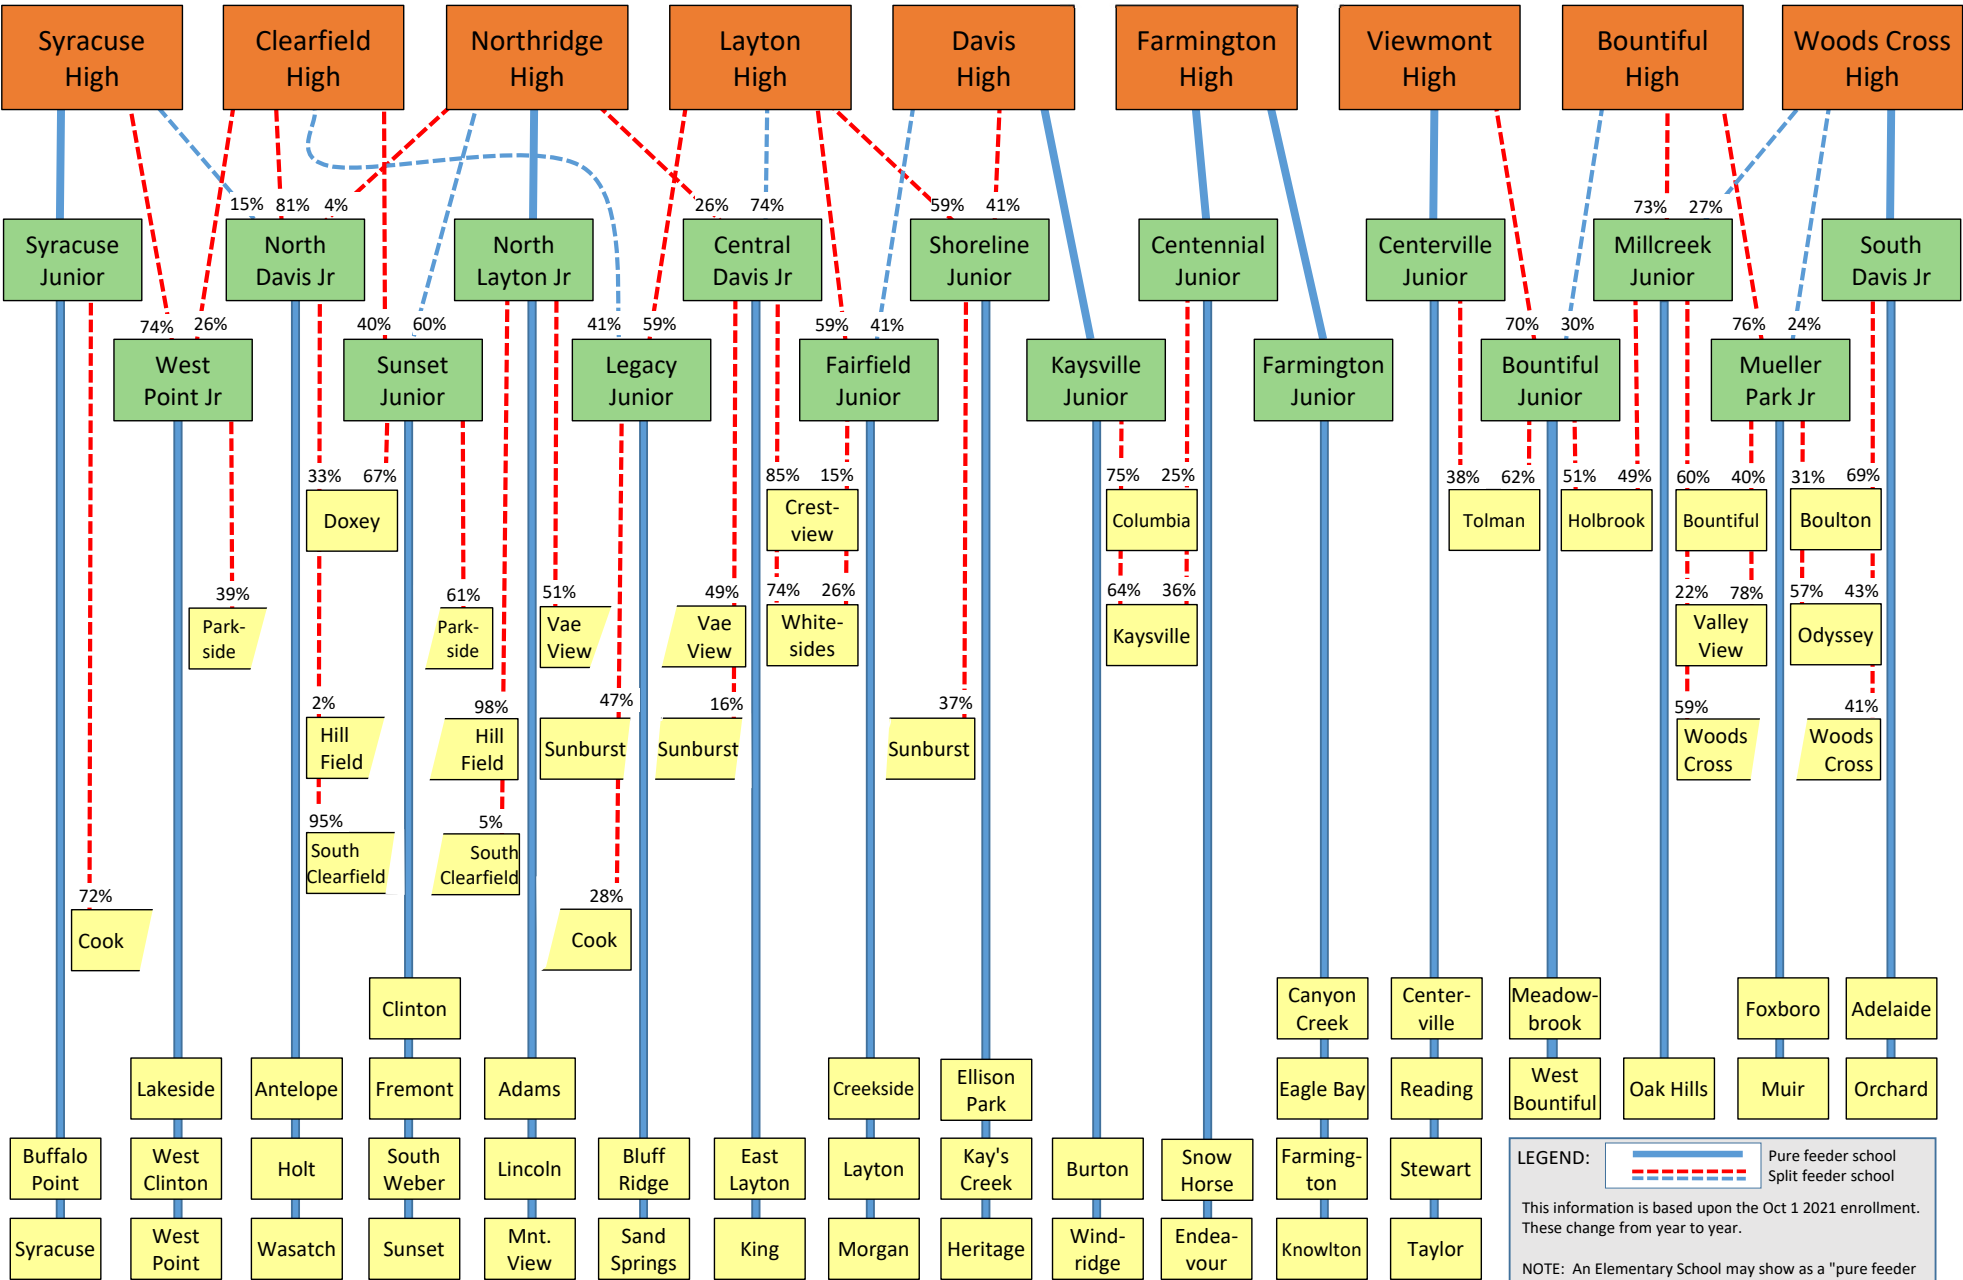 Syracuse
High
Clearfield
High
Northridge
High
Layton
High
Davis
High
Farmington
High
Viewmont
High
Bountiful
High
Woods Cross
High
15% 81% 4%
26% 74%
59% 41%
73% 27%
Syracuse
Junior
North
Davis Jr
North
Layton Jr
Central
Davis Jr
Shoreline
Junior
Centennial
Junior
Centerville
Junior
Millcreek
Junior
South
Davis Jr
74% 26%
40% 60%
41% 59%
59% 41%
70% 30%
76% 24%
West
Point Jr
Sunset
Junior
Legacy
Junior
Fairfield
Junior
Kaysville
Junior
Farmington
Junior
Bountiful
Junior
Mueller
Park Jr
33% 67%
85% 15%
75% 25%
38% 62%
51% 49%
60% 40%
31% 69%
Doxey
Crest-
view
Columbia
Tolman
Holbrook
Bountiful
Boulton
39%
61%
51%
49%
74% 26%
64% 36%
22% 78%
57% 43%
Park-
side
Park-
side
Vae
View
Vae
View
White-
sides
Kaysville
Valley
View
Odyssey
2%
98%
47%
16%
37%
59%
41%
Hill
Field
Hill
Field
Sunburst
Sunburst
Sunburst
Woods
Cross
Woods
Cross
95%
5%
South
Clearfield
South
Clearfield
72%
28%
Cook
Cook
Clinton
Canyon
Creek
Center-
ville
Meadow-
brook
Foxboro
Adelaide
Lakeside
Antelope
Fremont
Adams
Creekside
Ellison
Park
Eagle Bay
Reading
West
Bountiful
Oak Hills
Muir
Orchard
Buffalo
Point
West
Clinton
Holt
South
Weber
Lincoln
Bluff
Ridge
East
Layton
Layton
Kay's
Creek
Burton
Snow
Horse
Farming-
ton
Stewart
Syracuse
West
Point
Wasatch
Sunset
Mnt.
View
Sand
Springs
King
Morgan
Heritage
Wind-
ridge
Endea-
vour
Knowlton
Taylor
LEGEND:
Pure feeder school
Split feeder school
This information is based upon the Oct 1 2021 enrollment.
These change from year to year.
NOTE: An Elementary School may show as a "pure feeder